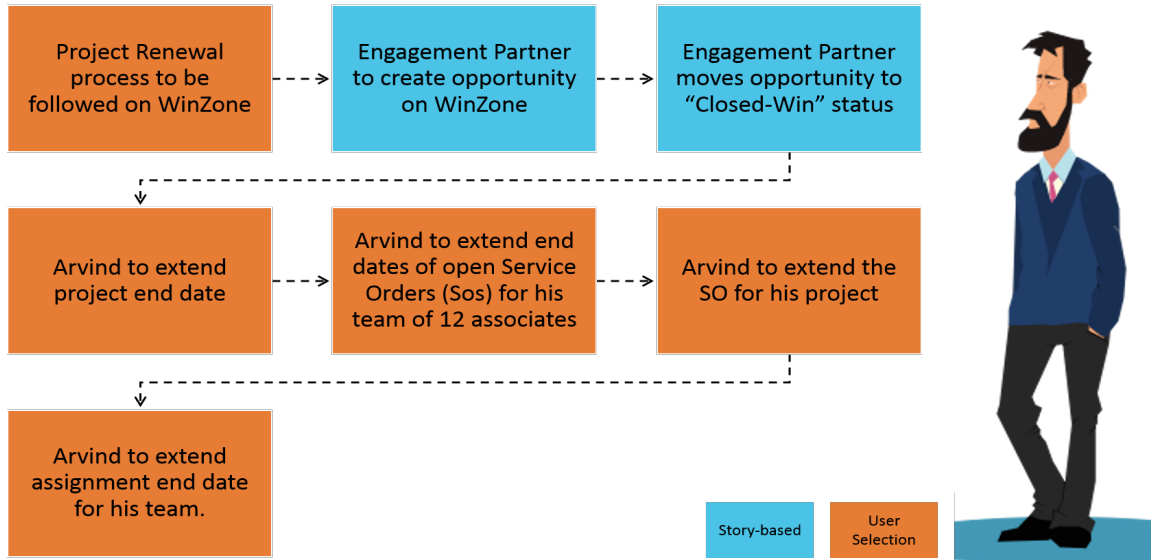 Project Renewal
process to be
followed on WinZone
Engagement Partner
to create opportunity
on WinZone
Engagement Partner
moves opportunity to
“Closed-Win” status
Arvind to extend
project end date
Arvind to extend end
dates of open Service
Orders (Sos) for his
team of 12 associates
Arvind to extend the
SO for his project
Arvind to extend
assignment end date
for his team.
Story-based
User
Selection